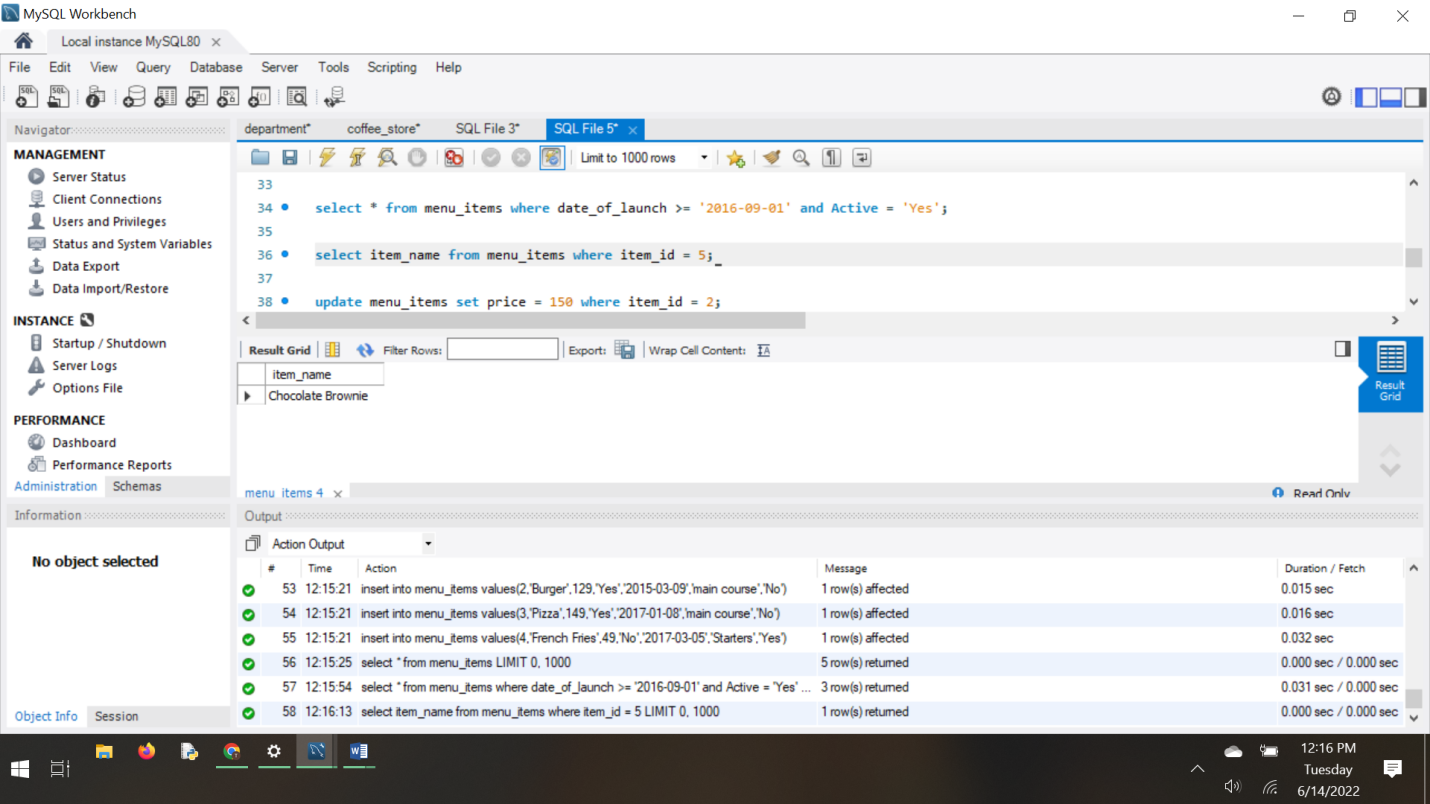 MySQL Workbench
Local instance MySQL80
File Edit View Query Database Server Tools Scripting Help
Navigator
MANAGEMENT
Server Status
Client Connections
Users and Privileges
Status and System Variables
Data Export
Data Import/Restore
INSTANCE
Startup / Shutdown
Server Logs
Options File
PERFORMANCE
Dashboard
Performance Reports
Administration Schemas
Information
No object selected
Object Info Session
department* coffee_store* SQL File 3* SQL File 5*
Limit to 1000 rows
33
34 select * from menu_items where date_of_launch >= '2016-09-01' and Active = 'Yes';
35
36 select item_name from menu_items where item_id = 5;
37
38 update menu_items set price = 150 where item_id = 2;
Result Grid Filter Rows: Export: Wrap Cell Content:
item_name
Chocolate Brownie
Result
Grid
menu_items 4 Read Only
Output
Action Output
# Time Action Message Duration / Fetch
53 12:15:21 insert into menu_items values(2,'Burger',129,'Yes','2015-03-09','main course','No') 1 row(s) affected 0.015 sec
54 12:15:21 insert into menu_items values(3,'Pizza',149,'Yes','2017-01-08','main course','No') 1 row(s) affected 0.016 sec
55 12:15:21 insert into menu_items values(4,'French Fries',49,'No','2017-03-05','Starters','Yes') 1 row(s) affected 0.032 sec
56 12:15:25 select * from menu_items LIMIT 0, 1000 5 row(s) returned 0.000 sec / 0.000 sec
57 12:15:54 select * from menu_items where date_of_launch >= '2016-09-01' and Active = 'Yes' ... 3 row(s) returned 0.031 sec / 0.000 sec
58 12:16:13 select item_name from menu_items where item_id = 5 LIMIT 0, 1000 1 row(s) returned 0.000 sec / 0.000 sec
12:16 PM
Tuesday
6/14/2022